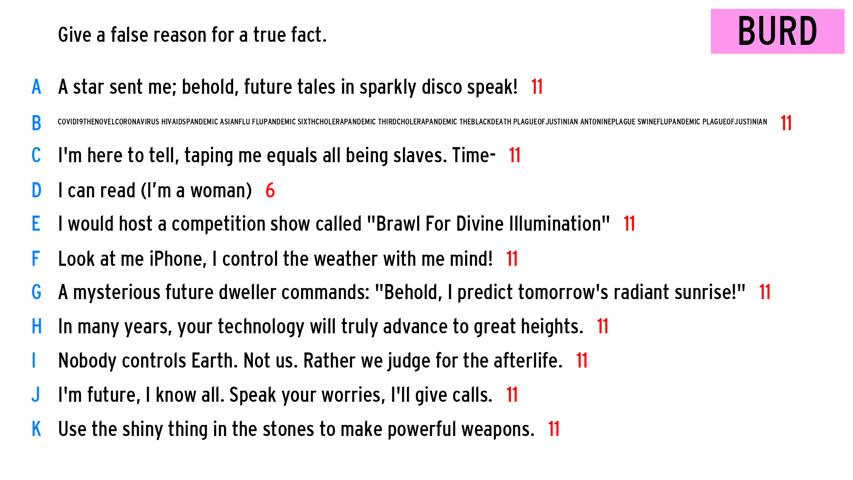 Give a false reason for a true fact.
BURD
A A star sent me; behold, future tales in sparkly disco speak! 11
B COVID19THENOVELCORONAVIRUS HIVAIDSPANDEMIC ASIANFLU FLUPANDEMIC SIXTHCHOLERAPANDEMIC THIRDCHOLERAPANDEMIC THEBLACKDEATH PLAGUEOFJUSTINIAN ANTONINEPLAGUE SWINEFLUPANDEMIC PLAGUEOFJUSTINIAN 11
C I'm here to tell, taping me equals all being slaves. Time- 11
D I can read (I'm a woman) 6
E I would host a competition show called "Brawl For Divine Illumination" 11
F Look at me iPhone, I control the weather with me mind! 11
G A mysterious future dweller commands: "Behold, I predict tomorrow's radiant sunrise!" 11
H In many years, your technology will truly advance to great heights. 11
I Nobody controls Earth. Not us. Rather we judge for the afterlife. 11
J I'm future, I know all. Speak your worries, I'll give calls. 11
K Use the shiny thing in the stones to make powerful weapons. 11